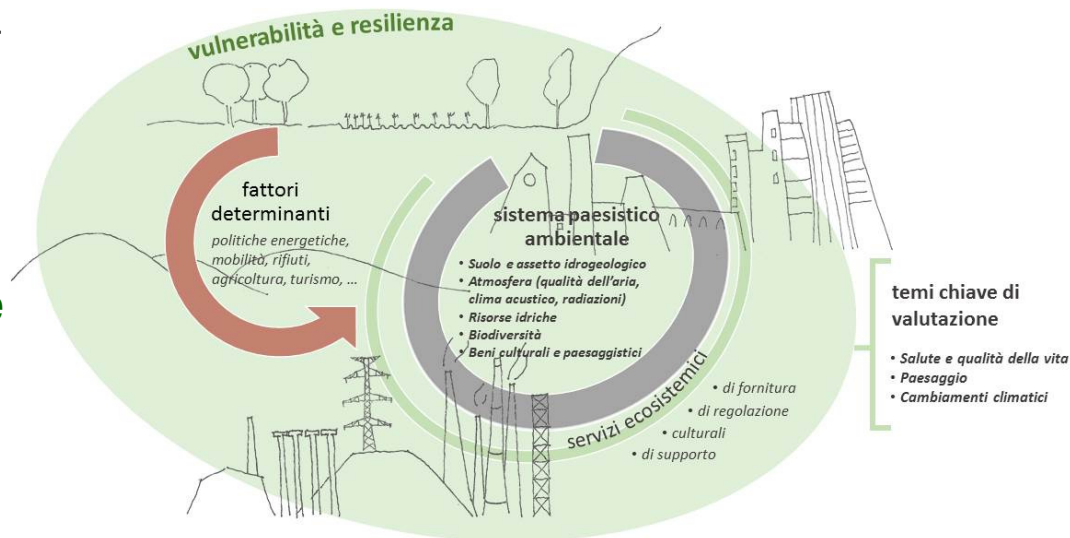 vulnerabilità e resilienza
fattori
determinanti
politiche energetiche,
mobilità, rifiuti,
agricoltura, turismo, ...
sistema paesistico
ambientale
• Suolo e assetto idrogeologico
• Atmosfera (qualità dell'aria,
clima acustico, radiazioni)
• Risorse idriche
• Biodiversità
• Beni culturali e paesaggistici
servizi ecosistemici
• di fornitura
• di regolazione
• culturali
• di supporto
temi chiave di
valutazione
• Salute e qualità della vita
• Paesaggio
• Cambiamenti climatici